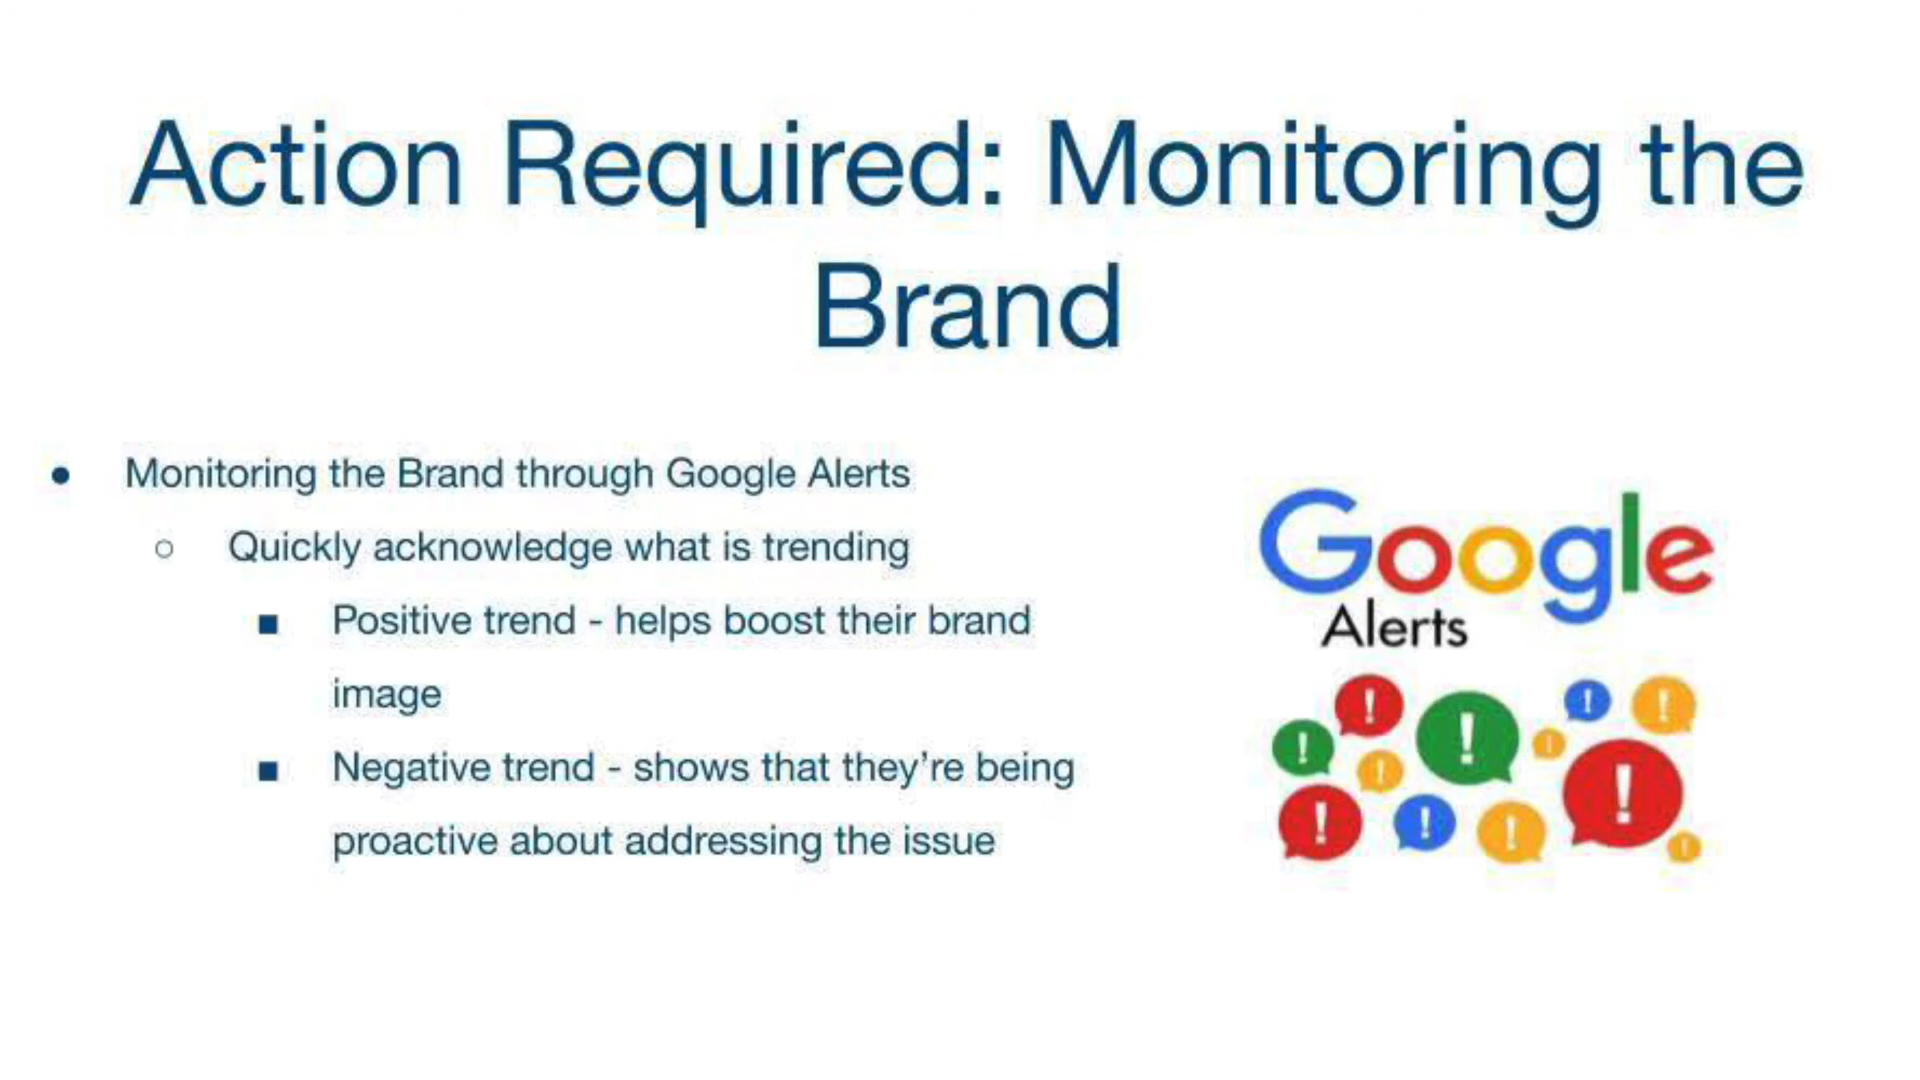 Action Required: Monitoring the
Brand
● Monitoring the Brand through Google Alerts
○ Quickly acknowledge what is trending
■ Positive trend - helps boost their brand
image
■ Negative trend - shows that they’re being
proactive about addressing the issue
Google
Alerts
! ! ! ! ! ! ! ! ! ! ! ! !